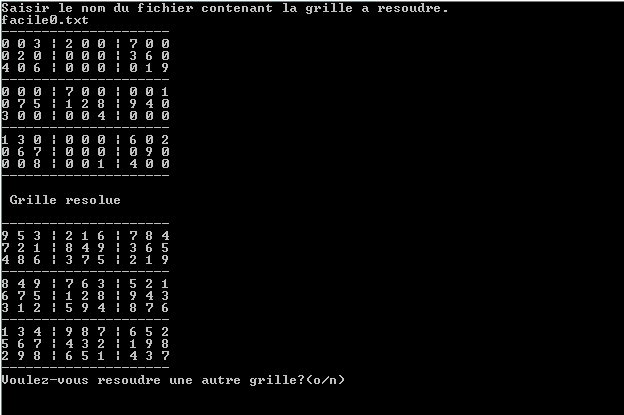 Saisir le nom du fichier contenant la grille a resoudre.
facile0.txt
---------------------
0 0 3 ¦ 2 0 0 ¦ 7 0 0
0 2 0 ¦ 0 0 0 ¦ 3 6 0
4 0 6 ¦ 0 0 0 ¦ 0 1 9
---------------------
0 0 0 ¦ 7 0 0 ¦ 0 0 1
0 7 5 ¦ 1 2 8 ¦ 9 4 0
3 0 0 ¦ 0 0 4 ¦ 0 0 0
---------------------
1 3 0 ¦ 0 0 0 ¦ 6 0 2
0 6 7 ¦ 0 0 0 ¦ 0 9 0
0 0 8 ¦ 0 0 1 ¦ 4 0 0
---------------------
Grille resolue
---------------------
9 5 3 ¦ 2 1 6 ¦ 7 8 4
7 2 1 ¦ 8 4 9 ¦ 3 6 5
4 8 6 ¦ 3 7 5 ¦ 2 1 9
---------------------
8 4 9 ¦ 7 6 3 ¦ 5 2 1
6 7 5 ¦ 1 2 8 ¦ 9 4 3
3 1 2 ¦ 5 9 4 ¦ 8 7 6
---------------------
1 3 4 ¦ 9 8 7 ¦ 6 5 2
5 6 7 ¦ 4 3 2 ¦ 1 9 8
2 9 8 ¦ 6 5 1 ¦ 4 3 7
---------------------
Voulez-vous resoudre une autre grille?(o/n)